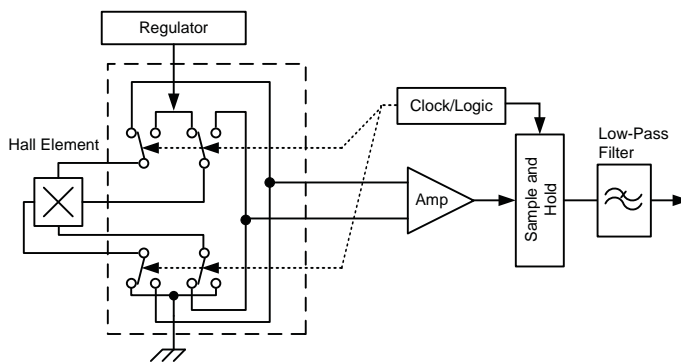 Regulator
Clock/Logic
Hall Element
Low-Pass
Filter
Amp
Sample and
Hold